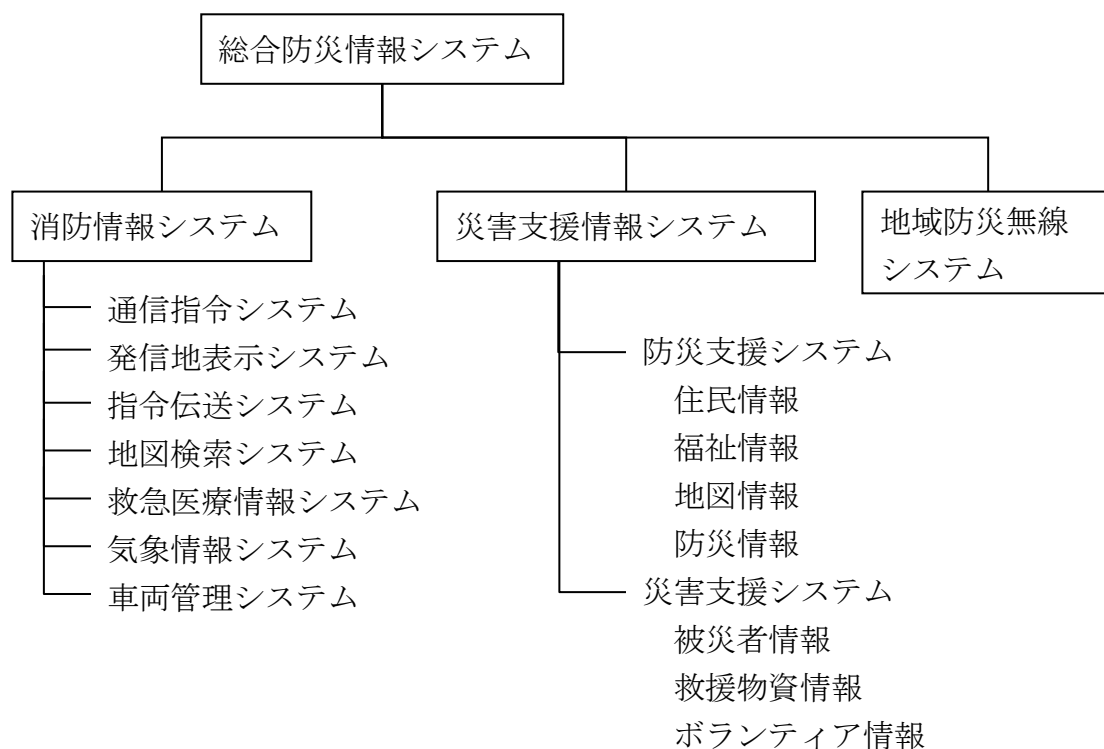 総合防災情報システム
消防情報システム
通信指令システム
発信地表示システム
指令伝送システム
地図検索システム
救急医療情報システム
気象情報システム
車両管理システム
災害支援情報システム
防災支援システム
住民情報
福祉情報
地図情報
防災情報
災害支援システム
被災者情報
救援物資情報
ボランティア情報
地域防災無線
システム